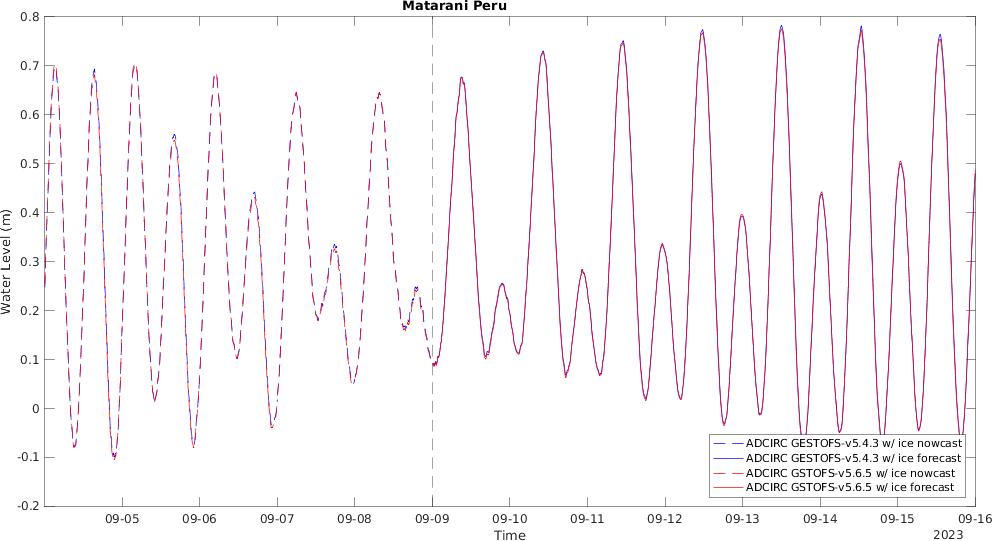 Matarani Peru
Water Level (m)
0.8
0.7
0.6
0.5
0.4
0.3
0.2
0.1
0
-0.1
-0.2
ADCIRC GESTOFS-v5.4.3 w/ ice nowcast
ADCIRC GESTOFS-v5.4.3 w/ ice forecast
ADCIRC GSTOFS-v5.6.5 w/ ice nowcast
ADCIRC GSTOFS-v5.6.5 w/ ice forecast
09-05 09-06 09-07 09-08 09-09 09-10 09-11 09-12 09-13 09-14 09-15 09-16
Time
2023